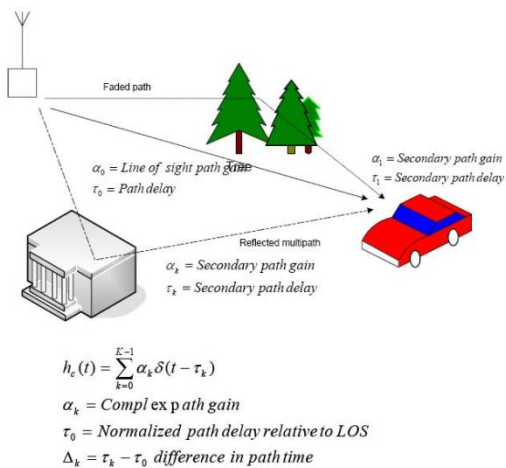 Faded path
α₀ = Line of sight path gain
Tree
τ₀ = Path delay
α₁ = Secondary path gain
τ₁ = Secondary path delay
Reflected multipath
αₖ = Secondary path gain
τₖ = Secondary path delay
h_c(t) = ∑_{k=0}^{K-1} αₖ δ(t − τₖ)
αₖ = Compl ex p ath gain
τ₀ = Normalized path delay relative to LOS
Δₖ = τₖ − τ₀ difference in path time